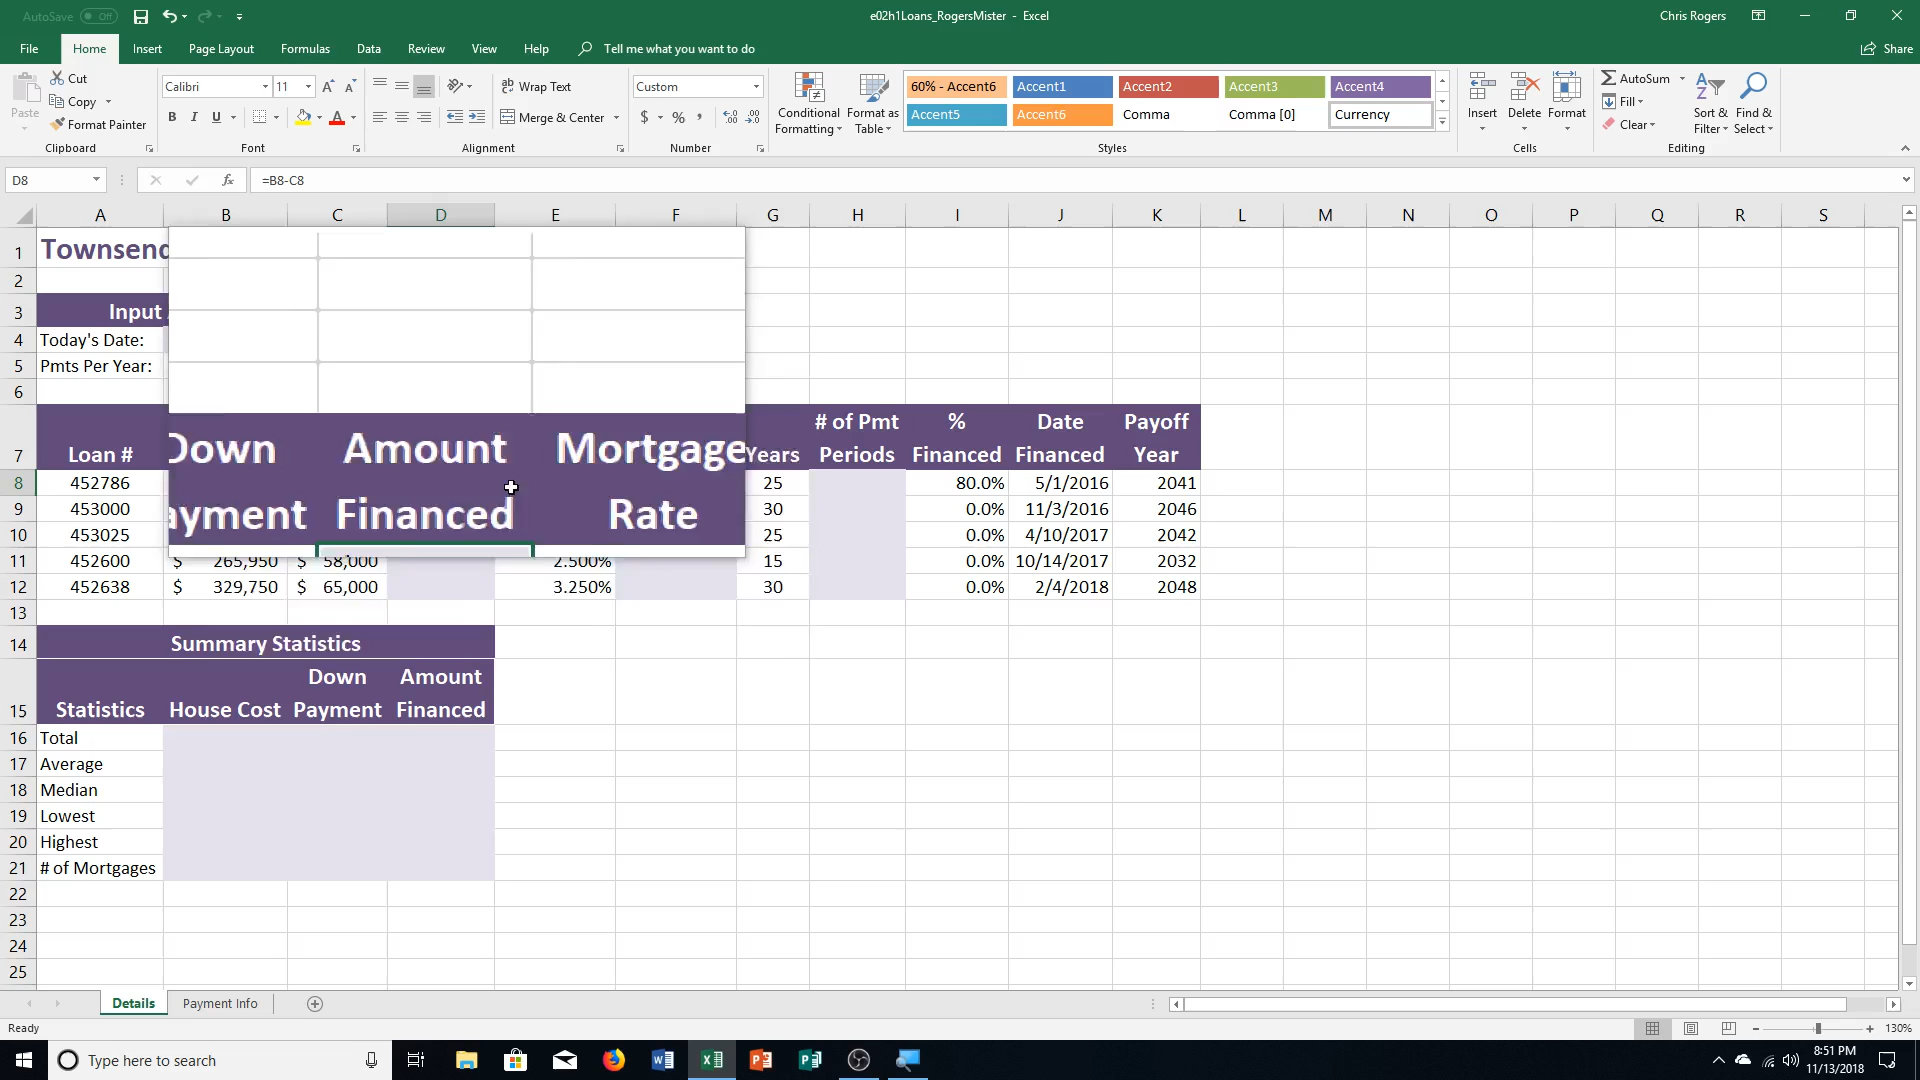 AutoSave Off
e02h1Loans_RogersMister - Excel
Chris Rogers
File Home Insert Page Layout Formulas Data Review View Help Tell me what you want to do Share
Paste
Cut
Copy
Format Painter
Clipboard
Calibri 11
B I U
Font
Wrap Text
Merge & Center
Alignment
Custom
$ % ,
Number
Conditional Formatting
Format as Table
60% - Accent6 Accent1 Accent2 Accent3 Accent4
Accent5 Accent6 Comma Comma [0] Currency
Styles
Insert Delete Format
Cells
AutoSum
Fill
Clear
Sort & Filter
Find & Select
Editing
D8 fx =B8-C8
A B C D E F G H I J K L M N O P Q R S
1 Townsend
2
3 Input
4 Today's Date:
5 Pmts Per Year:
6
Down Amount Mortgage
ayment Financed Rate
# of Pmt % Date Payoff
7 Loan # Years Periods Financed Financed Year
8 452786 25 80.0% 5/1/2016 2041
9 453000 30 0.0% 11/3/2016 2046
10 453025 25 0.0% 4/10/2017 2042
11 452600 $ 265,950 $ 58,000 2.500% 15 0.0% 10/14/2017 2032
12 452638 $ 329,750 $ 65,000 3.250% 30 0.0% 2/4/2018 2048
13
14 Summary Statistics
Down Amount
15 Statistics House Cost Payment Financed
16 Total
17 Average
18 Median
19 Lowest
20 Highest
21 # of Mortgages
22
23
24
25
Details Payment Info
Ready
130%
Type here to search
8:51 PM
11/13/2018